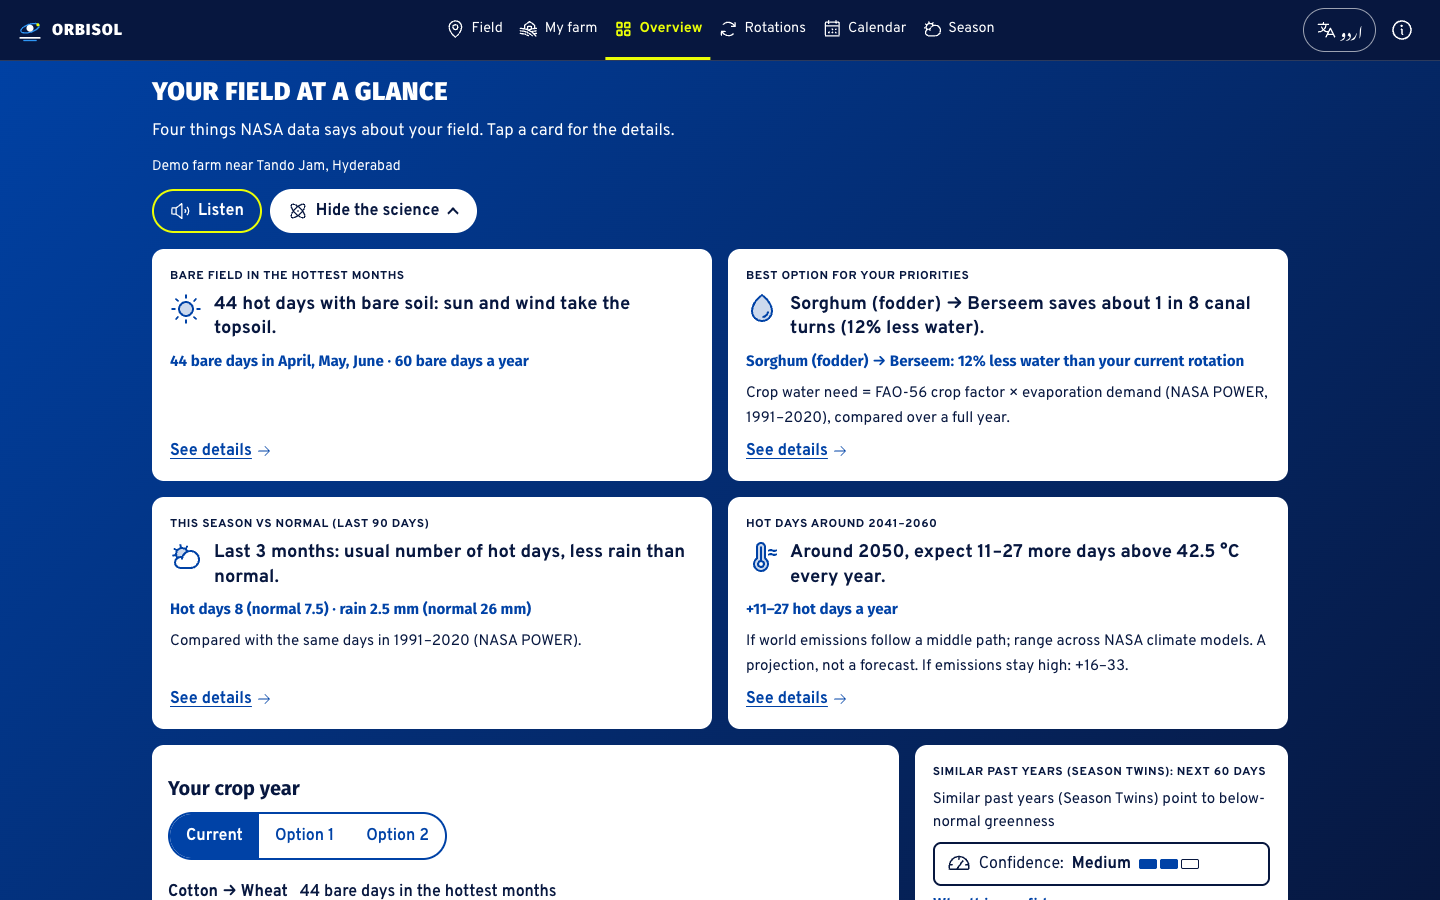 ORBISOL
Field
My farm
Overview
Rotations
Calendar
Season
اردو
YOUR FIELD AT A GLANCE
Four things NASA data says about your field. Tap a card for the details.
Demo farm near Tando Jam, Hyderabad
Listen
Hide the science
BARE FIELD IN THE HOTTEST MONTHS
44 hot days with bare soil: sun and wind take the
topsoil.
44 bare days in April, May, June · 60 bare days a year
See details →
BEST OPTION FOR YOUR PRIORITIES
Sorghum (fodder) → Berseem saves about 1 in 8 canal
turns (12% less water).
Sorghum (fodder) → Berseem: 12% less water than your current rotation
Crop water need = FAO-56 crop factor × evaporation demand (NASA POWER,
1991–2020), compared over a full year.
See details →
THIS SEASON VS NORMAL (LAST 90 DAYS)
Last 3 months: usual number of hot days, less rain than
normal.
Hot days 8 (normal 7.5) · rain 2.5 mm (normal 26 mm)
Compared with the same days in 1991–2020 (NASA POWER).
See details →
HOT DAYS AROUND 2041–2060
Around 2050, expect 11–27 more days above 42.5 °C
every year.
+11–27 hot days a year
If world emissions follow a middle path; range across NASA climate models. A
projection, not a forecast. If emissions stay high: +16–33.
See details →
Your crop year
Current
Option 1
Option 2
Cotton → Wheat 44 bare days in the hottest months
SIMILAR PAST YEARS (SEASON TWINS): NEXT 60 DAYS
Similar past years (Season Twins) point to below-
normal greenness
Confidence: Medium